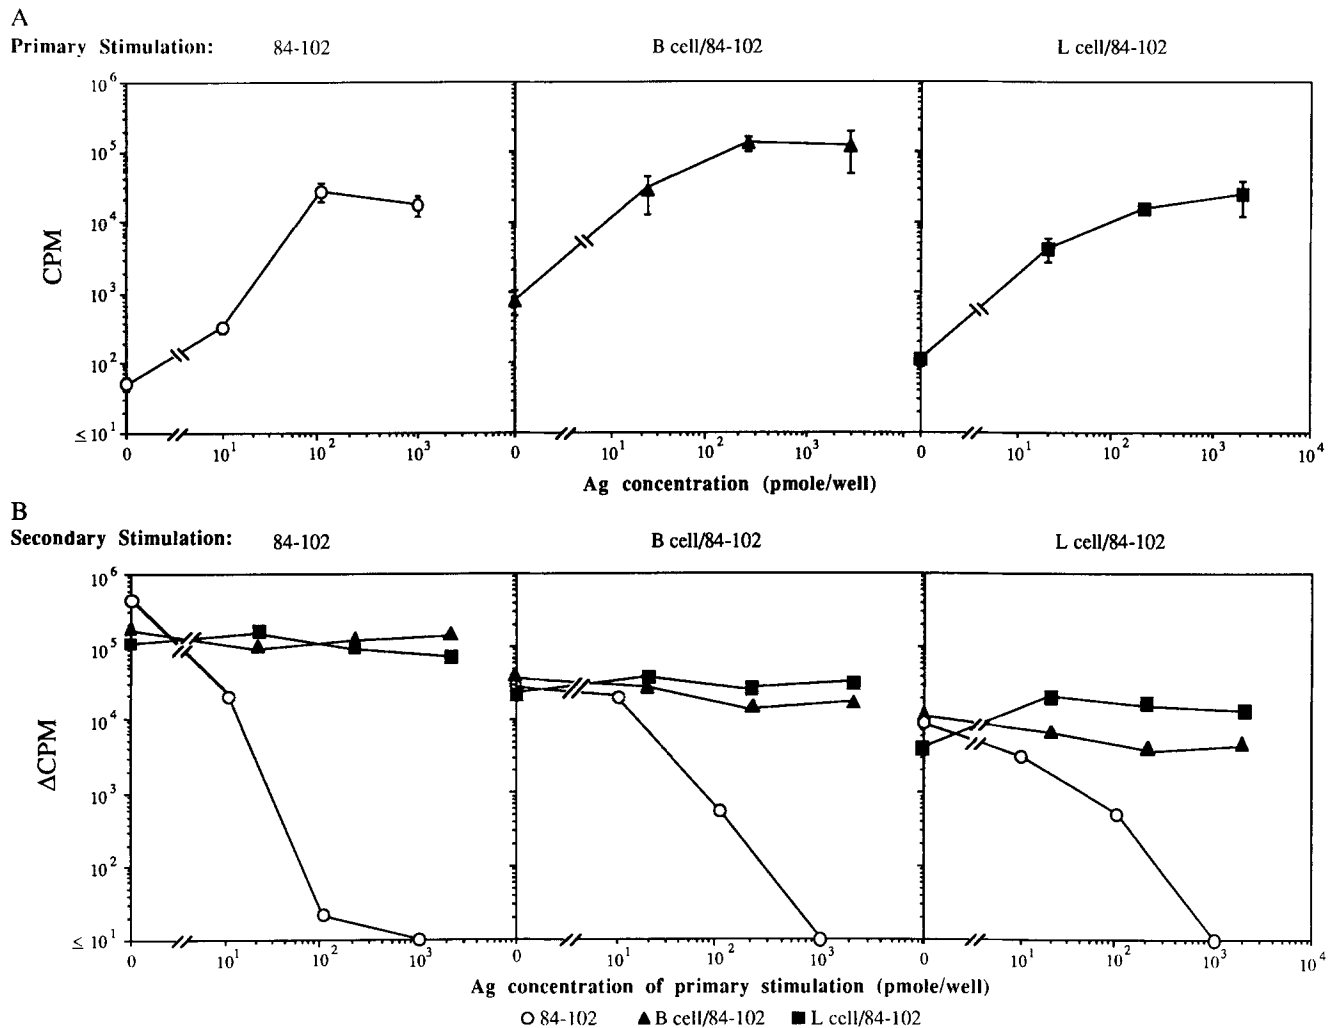 A
Primary Stimulation: 84-102 B cell/84-102 L cell/84-102
CPM
10^6
10^5
10^4
10^3
10^2
≤ 10^1
0 10^1 10^2 10^3 0 10^1 10^2 10^3 0 10^1 10^2 10^3 10^4
Ag concentration (pmole/well)
B
Secondary Stimulation: 84-102 B cell/84-102 L cell/84-102
ΔCPM
10^6
10^5
10^4
10^3
10^2
≤ 10^1
0 10^1 10^2 10^3 0 10^1 10^2 10^3 0 10^1 10^2 10^3 10^4
Ag concentration of primary stimulation (pmole/well)
84-102 B cell/84-102 L cell/84-102